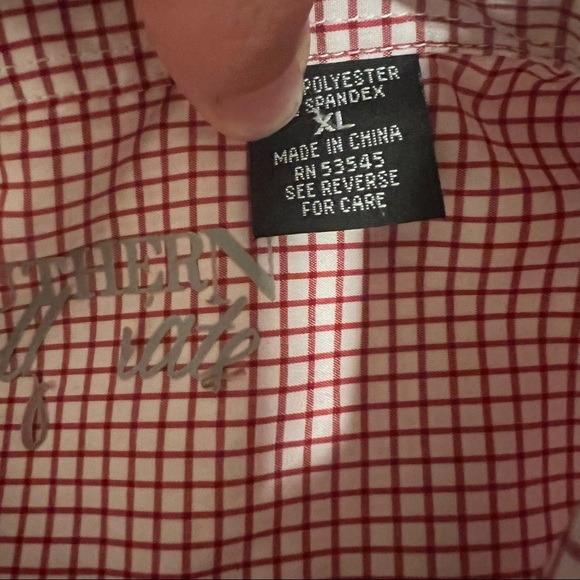 POLYESTER
SPANDEX
XL
MADE IN CHINA
RN 53545
SEE REVERSE
FOR CARE
THERN